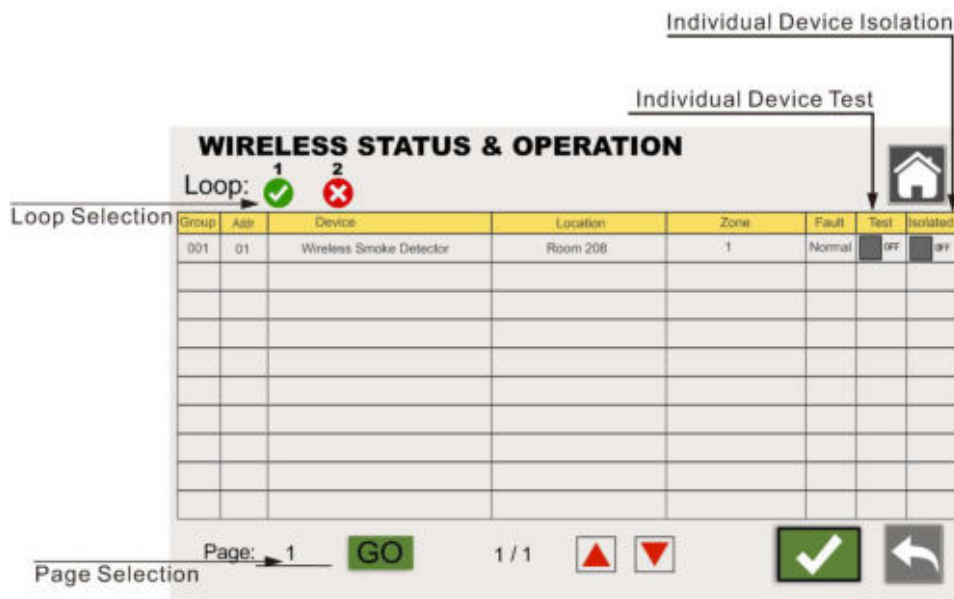 Individual Device Isolation
Individual Device Test
WIRELESS STATUS & OPERATION
1 2
Loop:
Loop Selection
Group Addr Device Location Zone Fault Test Isolated
001 01 Wireless Smoke Detector Room 208 1 Normal OFF OFF
Page: 1 GO 1 / 1
Page Selection